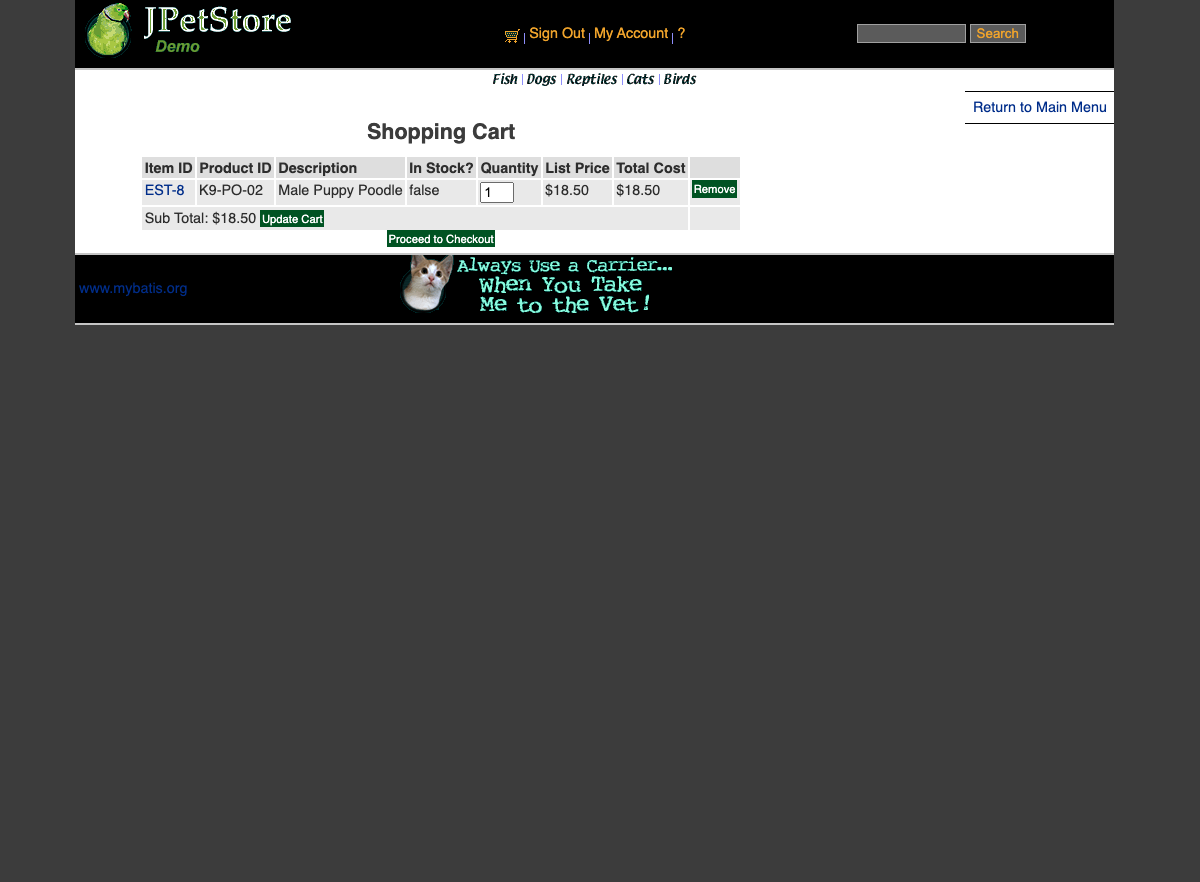 JPetStore
Demo
Sign Out | My Account | ?
Search
Fish | Dogs | Reptiles | Cats | Birds
Return to Main Menu
Shopping Cart
Item ID Product ID Description In Stock? Quantity List Price Total Cost
EST-8 K9-PO-02 Male Puppy Poodle false 1 $18.50 $18.50 Remove
Sub Total: $18.50 Update Cart
Proceed to Checkout
www.mybatis.org
Always Use a Carrier...
When You Take
Me to the Vet!